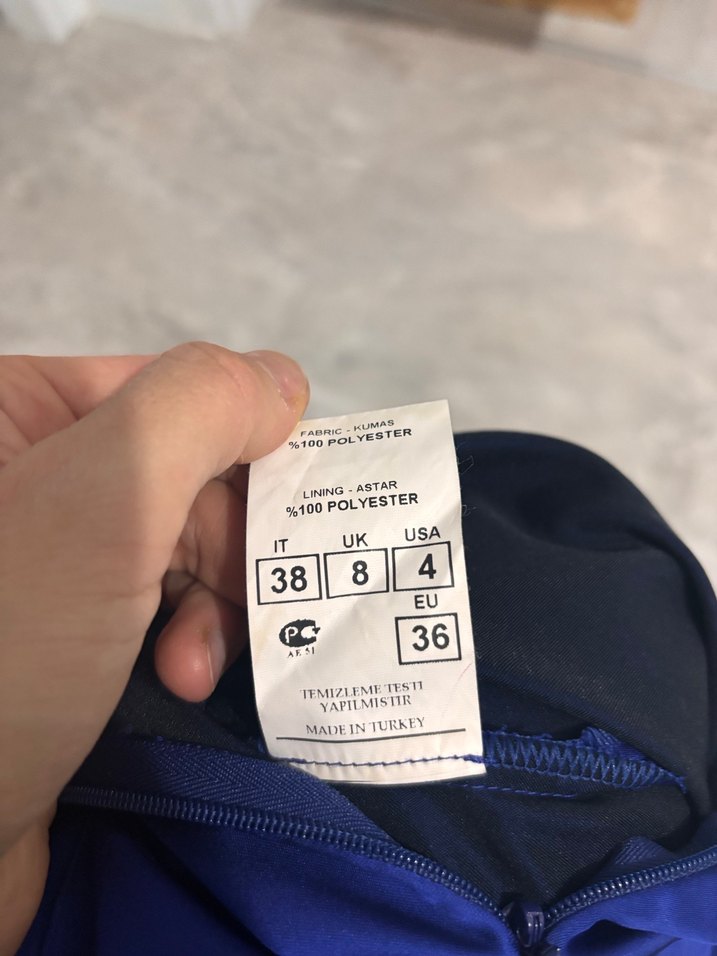 FABRIC - KUMAS
%100 POLYESTER
LINING - ASTAR
%100 POLYESTER
IT UK USA
38 8 4
EU
36
PC
TEMIZLEME TESTI
YAPILMISTIR
MADE IN TURKEY